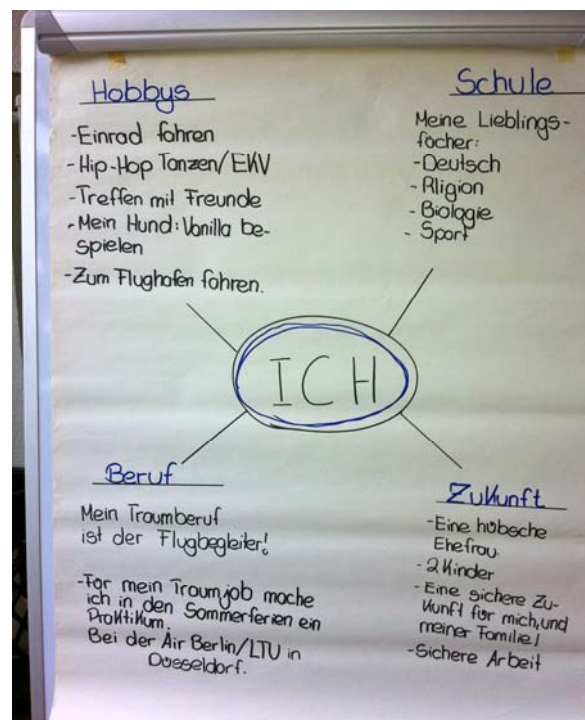 Hobbys
-Einrad fahren
-Hip-Hop Tanzen/EKV
-Treffen mit Freunde
-Mein Hund: Vanilla be-
spielen
-Zum Flughafen fahren.
Schule
Meine Lieblings-
fächer:
-Deutsch
-Rligion
-Biologie
-Sport
ICH
Beruf
Mein Traumberuf
ist der Flugbegleiter!
-For mein Traumjob mache
ich in den Sommerferien ein
Praktikum.
Bei der Air Berlin/LTU in
Düsseldorf.
Zukunft
-Eine hübsche
Ehefrau.
-2 Kinder
-Eine sichere Zu-
kunft für mich, und
meiner Familie!
-Sichere Arbeit